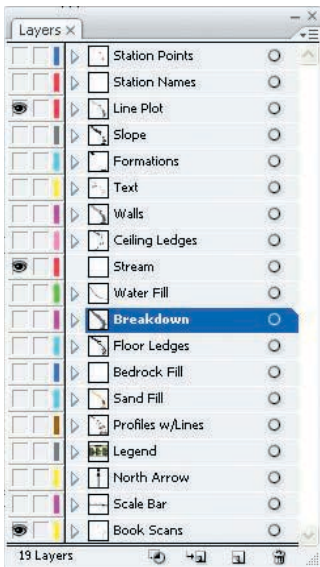 Layers ×
Station Points
Station Names
Line Plot
Slope
Formations
Text
Walls
Ceiling Ledges
Stream
Water Fill
Breakdown
Floor Ledges
Bedrock Fill
Sand Fill
Profiles w/Lines
Legend
North Arrow
Scale Bar
Book Scans
19 Layers